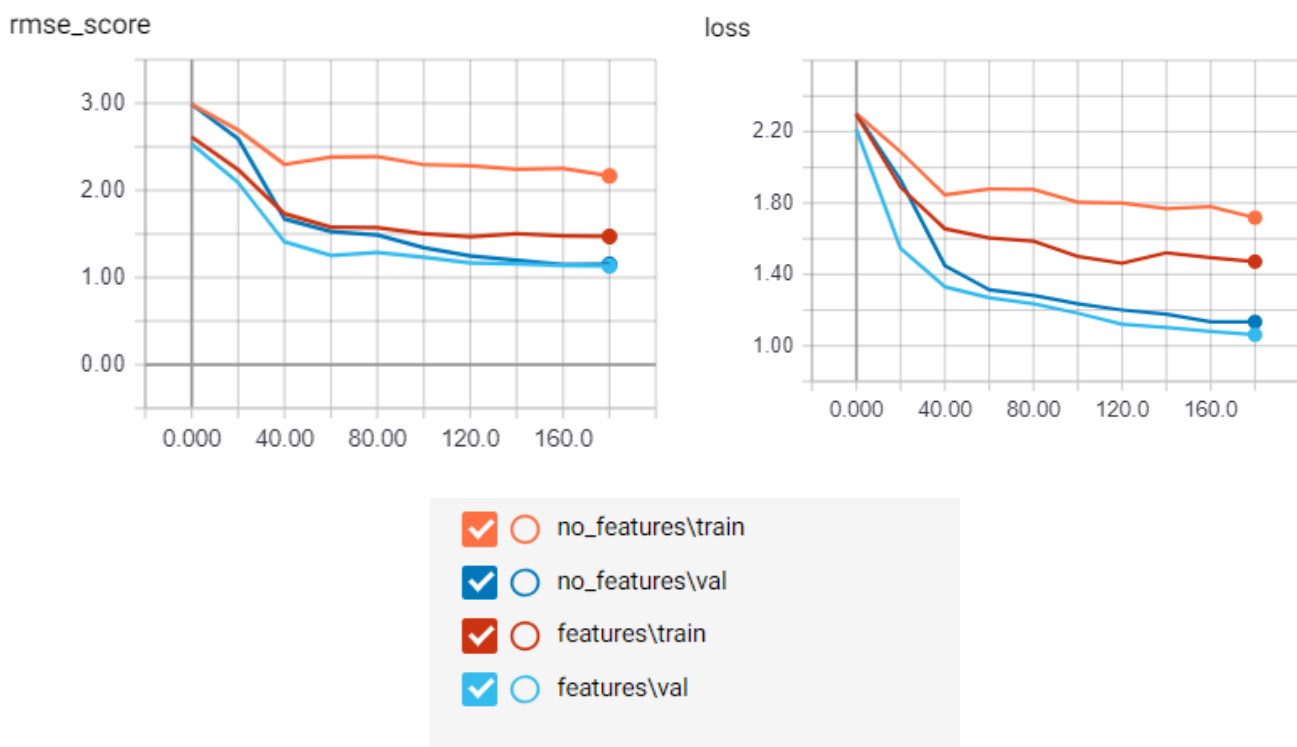 rmse_score
3.00
2.00
1.00
0.00
0.000 40.00 80.00 120.0 160.0
loss
2.20
1.80
1.40
1.00
0.000 40.00 80.00 120.0 160.0
no_features\train
no_features\val
features\train
features\val